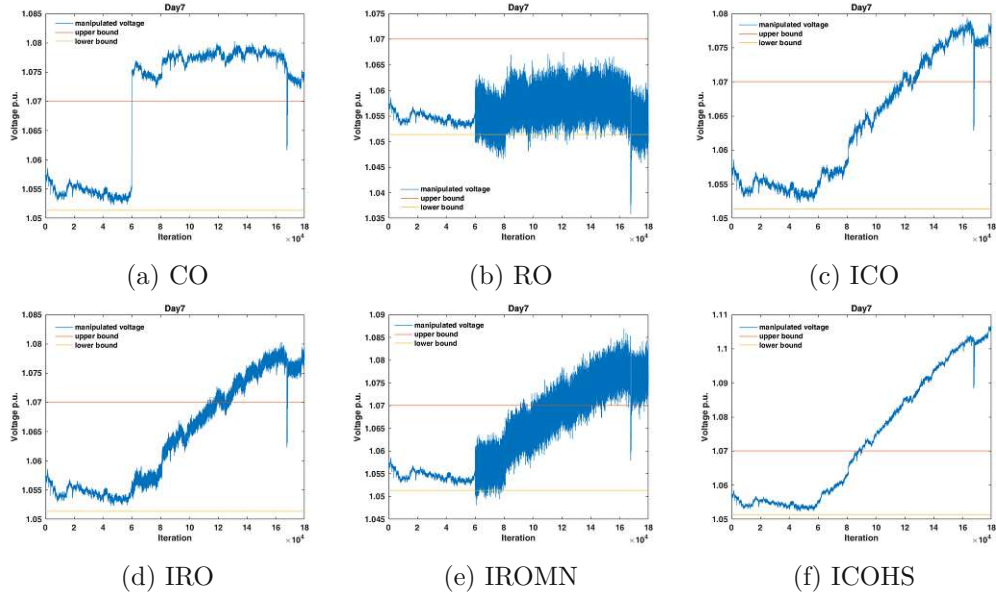 Day7
manipulated voltage
upper bound
lower bound
Voltage p.u.
1.085
1.08
1.075
1.07
1.065
1.06
1.055
1.05
0 2 4 6 8 10 12 14 16 18
Iteration
×10⁴
(a) CO
Day7
1.075
1.07
1.065
1.06
1.055
1.05
1.045
1.04
1.035
Voltage p.u.
manipulated voltage
upper bound
lower bound
0 2 4 6 8 10 12 14 16 18
Iteration
×10⁴
(b) RO
Day7
manipulated voltage
upper bound
lower bound
Voltage p.u.
1.08
1.075
1.07
1.065
1.06
1.055
1.05
0 2 4 6 8 10 12 14 16 18
Iteration
×10⁴
(c) ICO
Day7
manipulated voltage
upper bound
lower bound
Voltage p.u.
1.085
1.08
1.075
1.07
1.065
1.06
1.055
1.05
0 2 4 6 8 10 12 14 16 18
Iteration
×10⁴
(d) IRO
Day7
manipulated voltage
upper bound
lower bound
Voltage p.u.
1.09
1.085
1.08
1.075
1.07
1.065
1.06
1.055
1.05
1.045
0 2 4 6 8 10 12 14 16 18
Iteration
×10⁴
(e) IROMN
Day7
manipulated voltage
upper bound
lower bound
Voltage p.u.
1.11
1.10
1.09
1.08
1.07
1.06
1.05
0 2 4 6 8 10 12 14 16 18
Iteration
×10⁴
(f) ICOHS